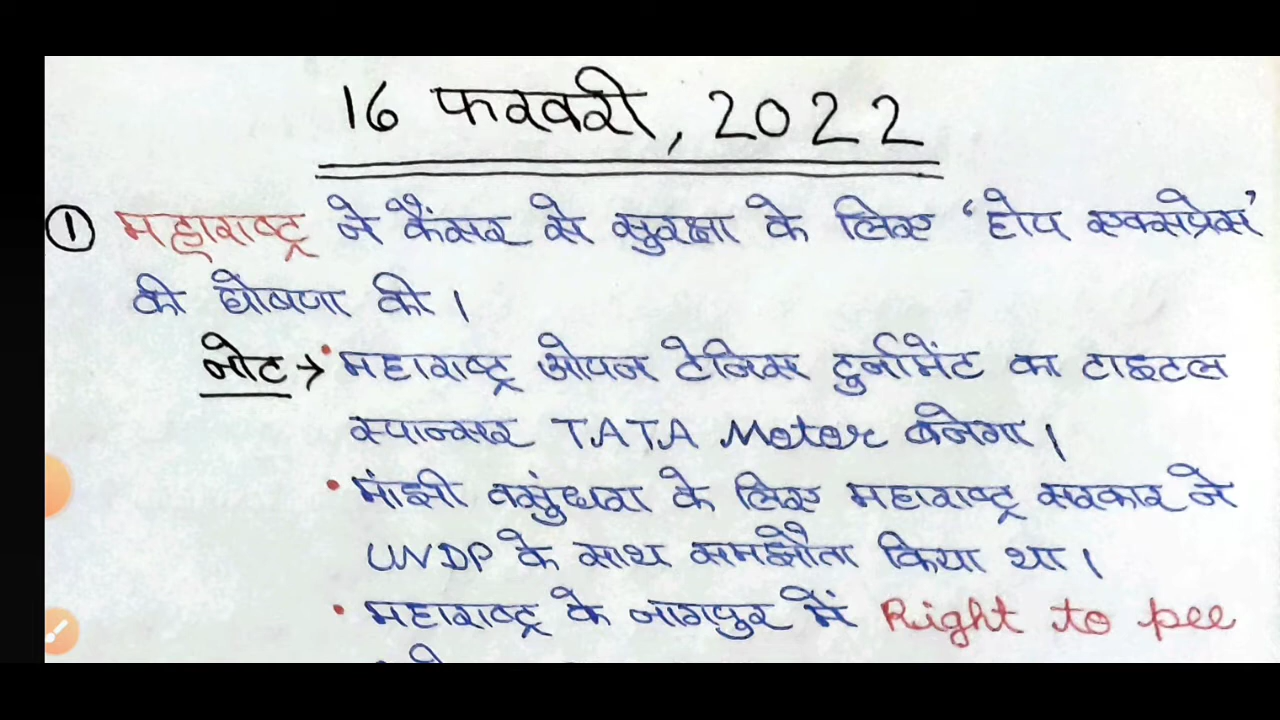 16 फरवरी, 2022
① महाराष्ट्र ने कैंसर से सुरक्षा के लिए ‘होप एक्सप्रेस’
की घोषणा की।
नोट → • महाराष्ट्र ओपन टेनिस टुर्नामेंट का टाइटल
स्पान्सर TATA Moter बनेगा।
• मांझी वसुंधरा के लिए महाराष्ट्र सरकार ने
UNDP के साथ समझौता किया था।
• महाराष्ट्र के नागपुर में Right to pee